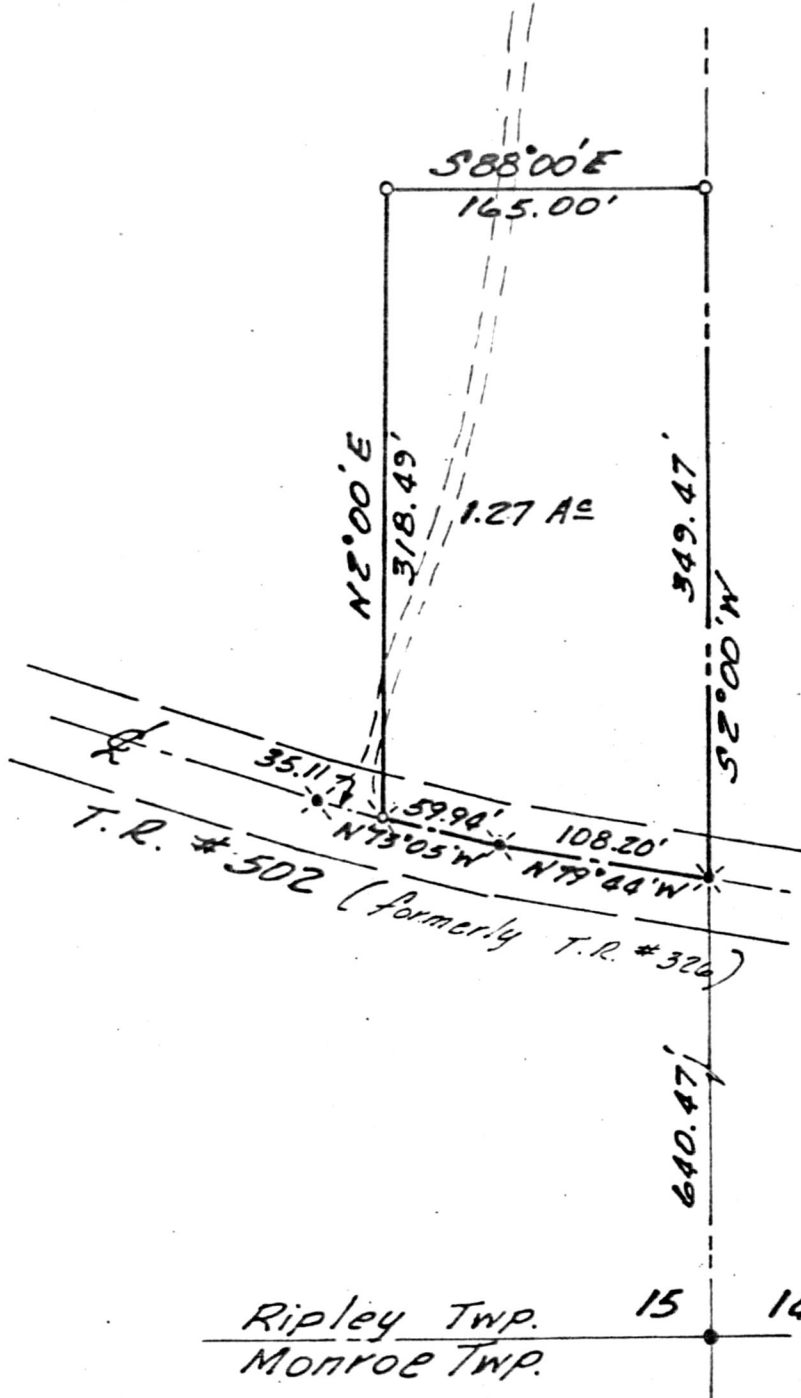 S88°00'E
165.00'
N2°00'E
318.49'
1.27 Ac
349.47'
S2°00'W
℄
35.11'
59.94'
N73°05'W
108.20'
N79°44'W
T.R. #502 (formerly T.R. #326)
640.47'
Ripley Twp.
15
Monroe Twp.